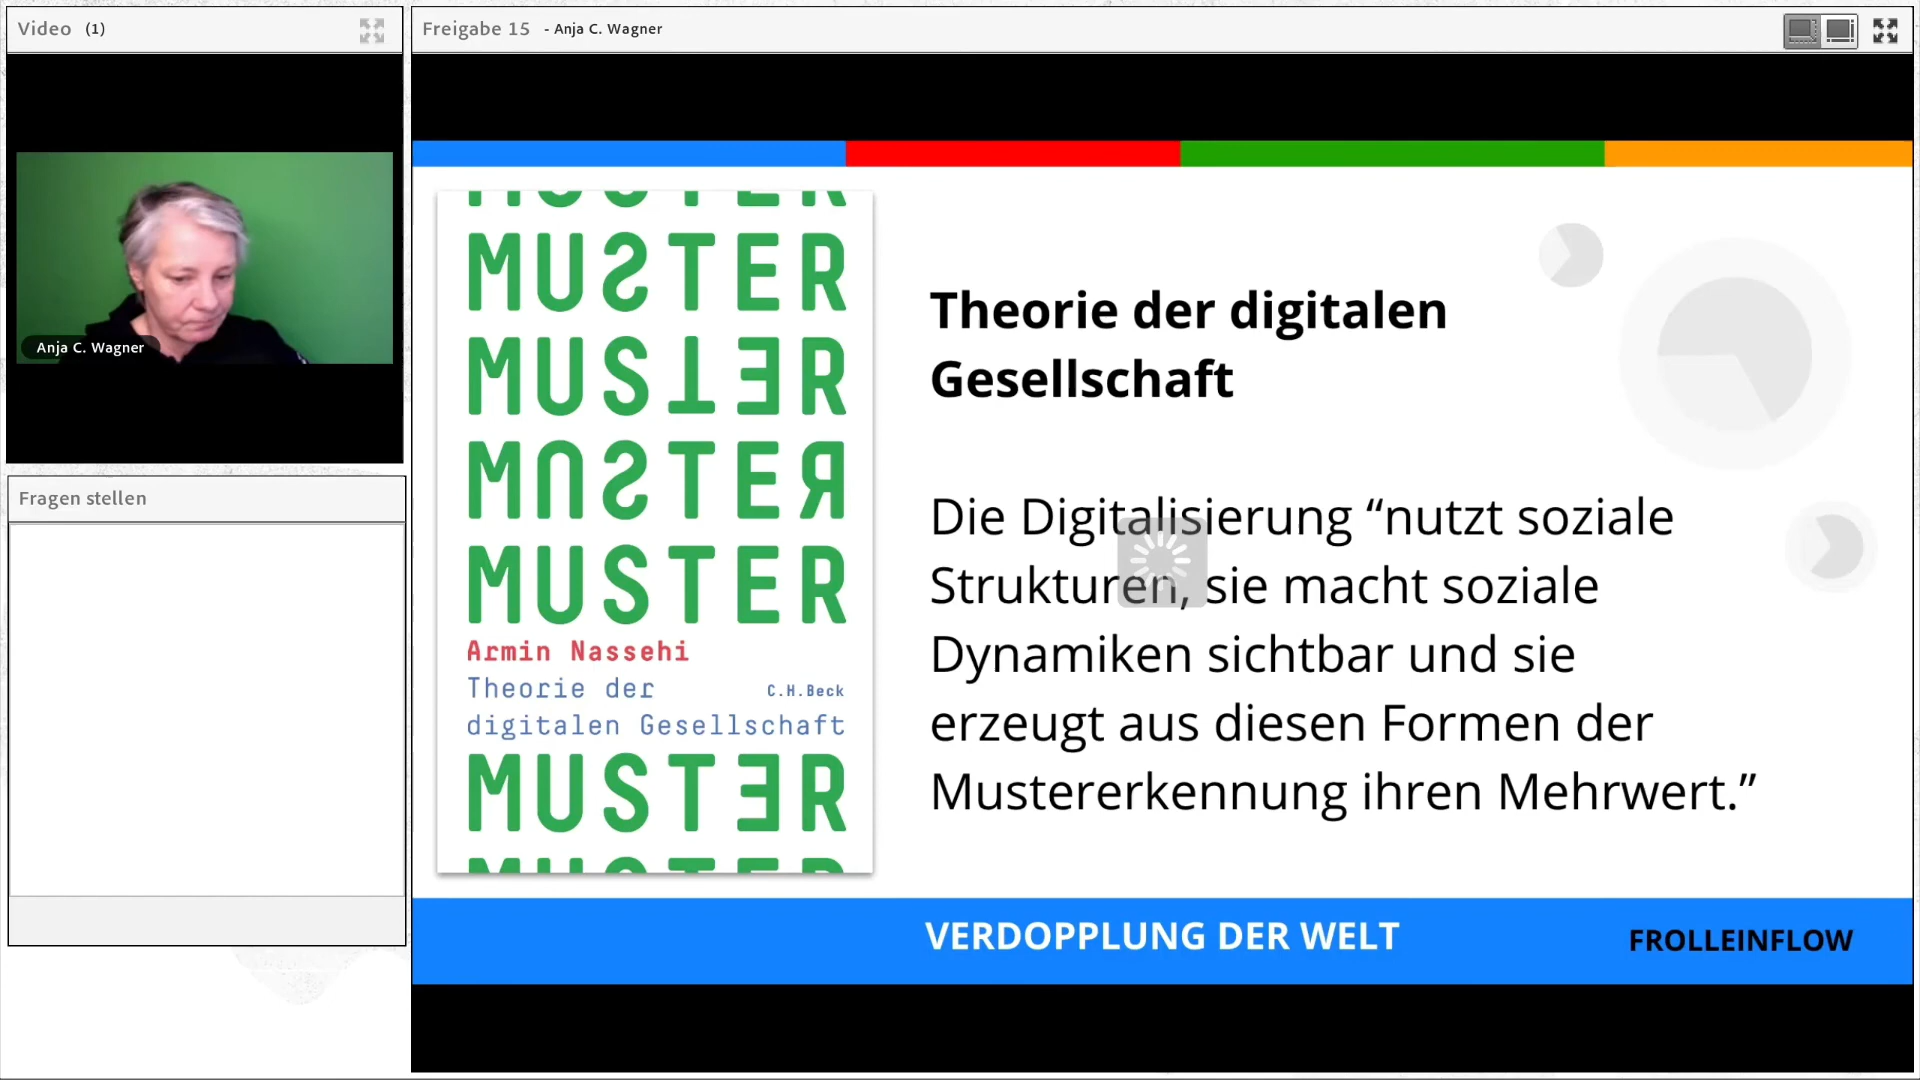 Video (1)
Freigabe 15 - Anja C. Wagner
Anja C. Wagner
Fragen stellen
MUSTER
MUSTER
MUSTER
MUSTER
MUSTER
Armin Nassehi
Theorie der C.H.Beck
digitalen Gesellschaft
MUSTER
MUSTER
Theorie der digitalen
Gesellschaft
Die Digitalisierung “nutzt soziale
Strukturen, sie macht soziale
Dynamiken sichtbar und sie
erzeugt aus diesen Formen der
Mustererkennung ihren Mehrwert.”
VERDOPPLUNG DER WELT
FROLLEINFLOW